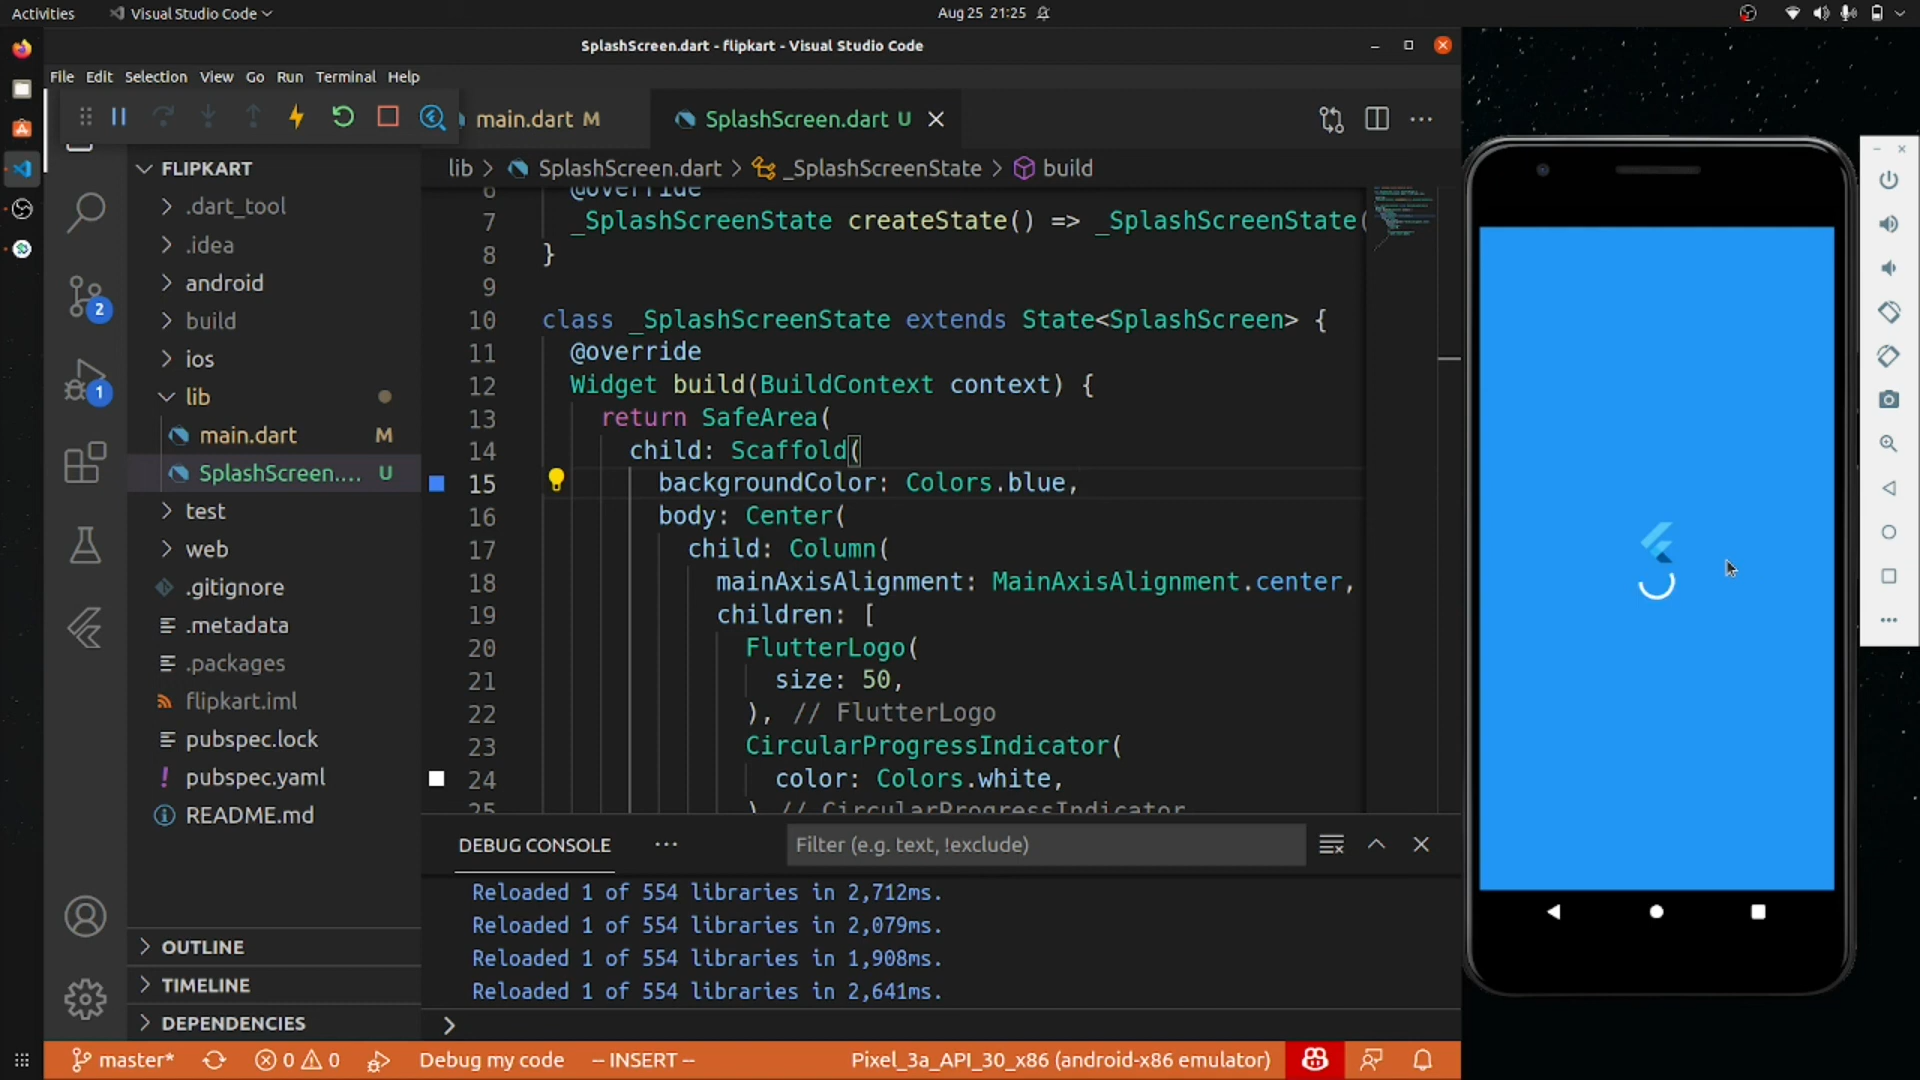 Activities
Visual Studio Code
Aug 25 21:25
SplashScreen.dart - flipkart - Visual Studio Code
File Edit Selection View Go Run Terminal Help
main.dart M
SplashScreen.dart U
lib > SplashScreen.dart > _SplashScreenState > build
FLIPKART
.dart_tool
.idea
android
build
ios
lib
main.dart M
SplashScreen.... U
test
web
.gitignore
.metadata
.packages
flipkart.iml
pubspec.lock
pubspec.yaml
README.md
OUTLINE
TIMELINE
DEPENDENCIES
2
1
6 @override
7 _SplashScreenState createState() => _SplashScreenState(
8 }
9
10 class _SplashScreenState extends State<SplashScreen> {
11 @override
12 Widget build(BuildContext context) {
13 return SafeArea(
14 child: Scaffold(
15 backgroundColor: Colors.blue,
16 body: Center(
17 child: Column(
18 mainAxisAlignment: MainAxisAlignment.center,
19 children: [
20 FlutterLogo(
21 size: 50,
22 ), // FlutterLogo
23 CircularProgressIndicator(
24 color: Colors.white,
25 ) // CircularProgressIndicator
DEBUG CONSOLE
Filter (e.g. text, !exclude)
Reloaded 1 of 554 libraries in 2,712ms.
Reloaded 1 of 554 libraries in 2,079ms.
Reloaded 1 of 554 libraries in 1,908ms.
Reloaded 1 of 554 libraries in 2,641ms.
>
master* 0 0 Debug my code -- INSERT -- Pixel_3a_API_30_x86 (android-x86 emulator)